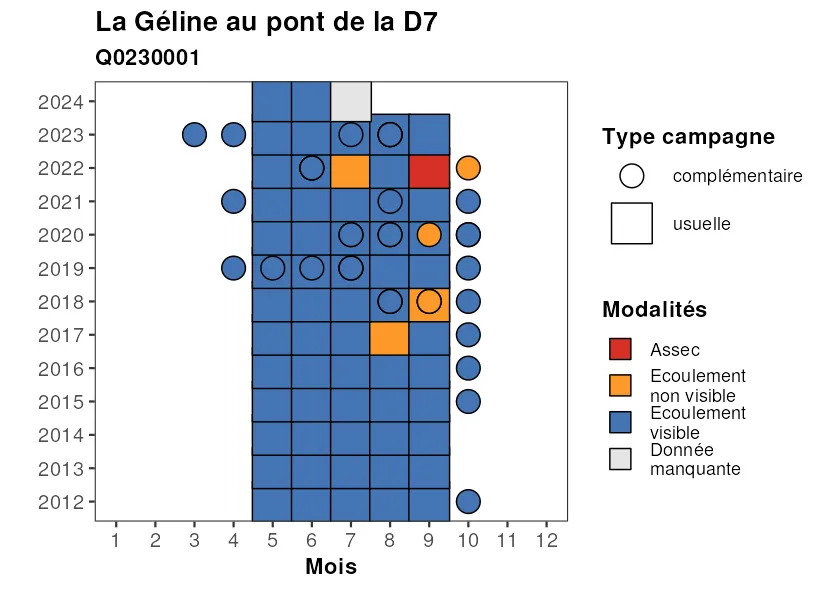 La Géline au pont de la D7
Q0230001
2024
2023
2022
2021
2020
2019
2018
2017
2016
2015
2014
2013
2012
1 2 3 4 5 6 7 8 9 10 11 12
Mois
Type campagne
complémentaire
usuelle
Modalités
Assec
Ecoulement
non visible
Ecoulement
visible
Donnée
manquante